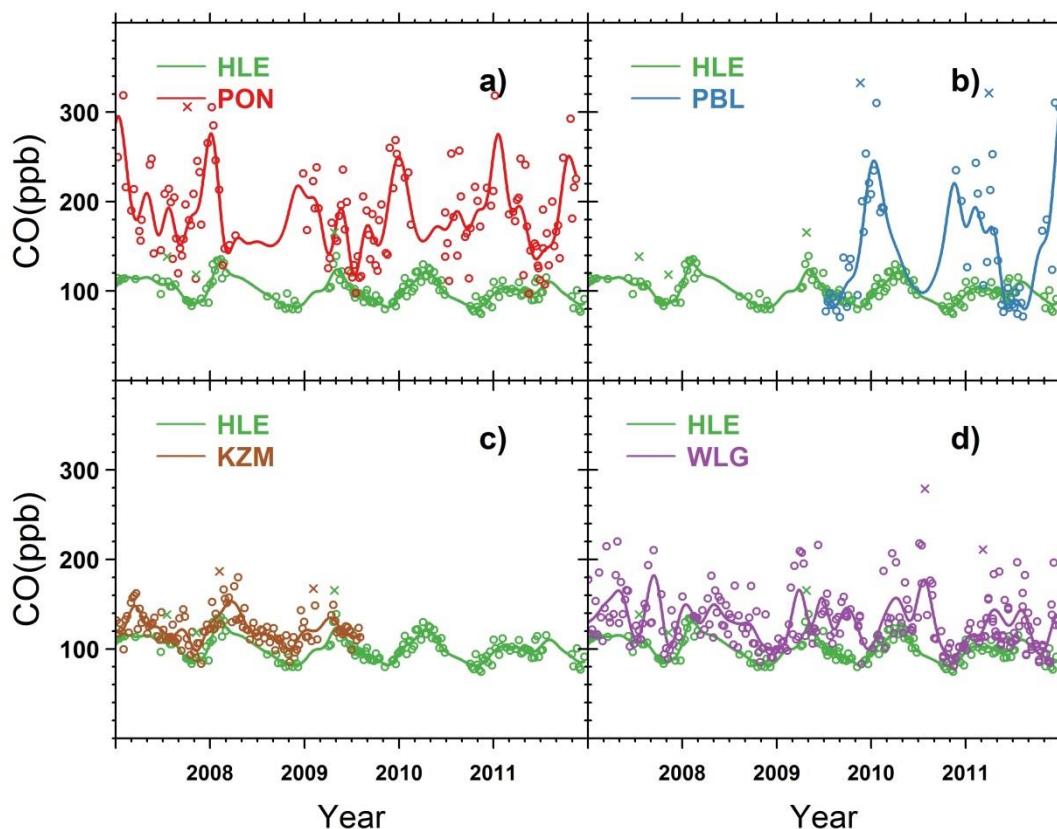 HLE
PON
a)
HLE
PBL
b)
CO(ppb)
300
200
100
HLE
KZM
c)
HLE
WLG
d)
CO(ppb)
300
200
100
2008 2009 2010 2011
2008 2009 2010 2011
Year
Year